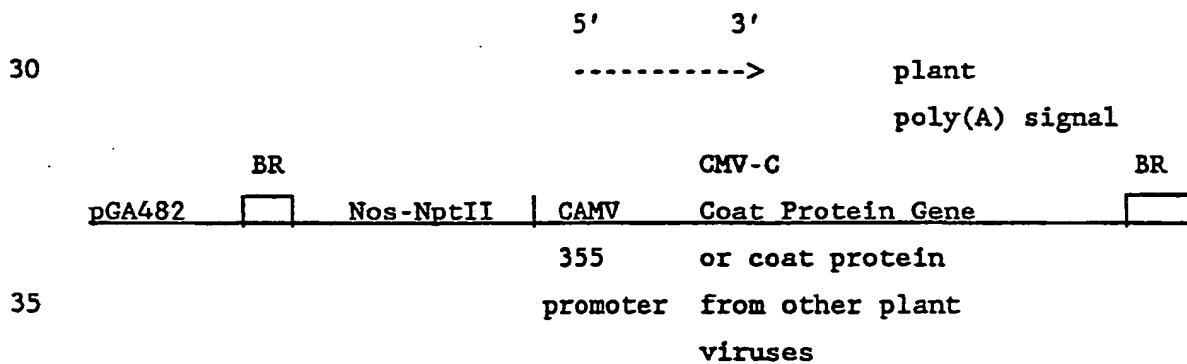 5' 3'
30 -----------> plant
poly(A) signal
BR CMV-C BR
pGA482 Nos-NptII CAMV Coat Protein Gene
355 or coat protein
35 promoter from other plant
viruses